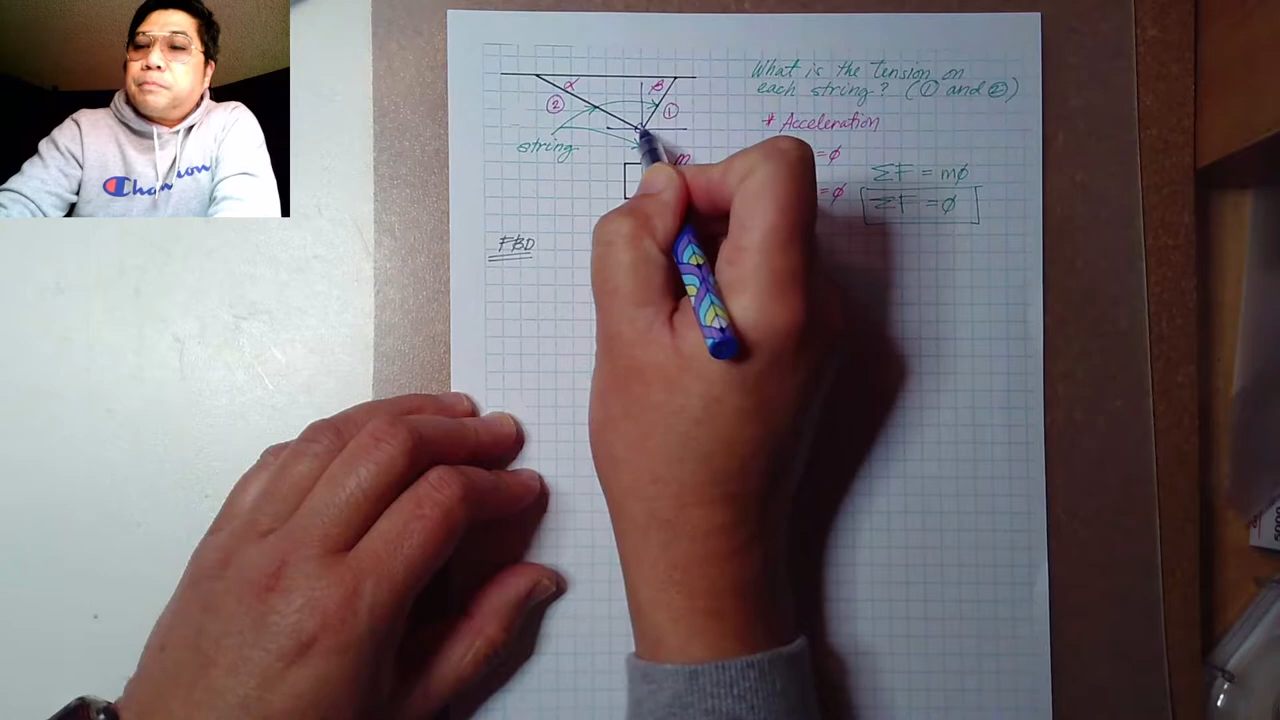 What is the tension on
each string? (① and ②)
* Acceleration
α
β
②
①
string
m
= ϕ
ΣF = mϕ
= ϕ
ΣF = ϕ
FBD
Champion